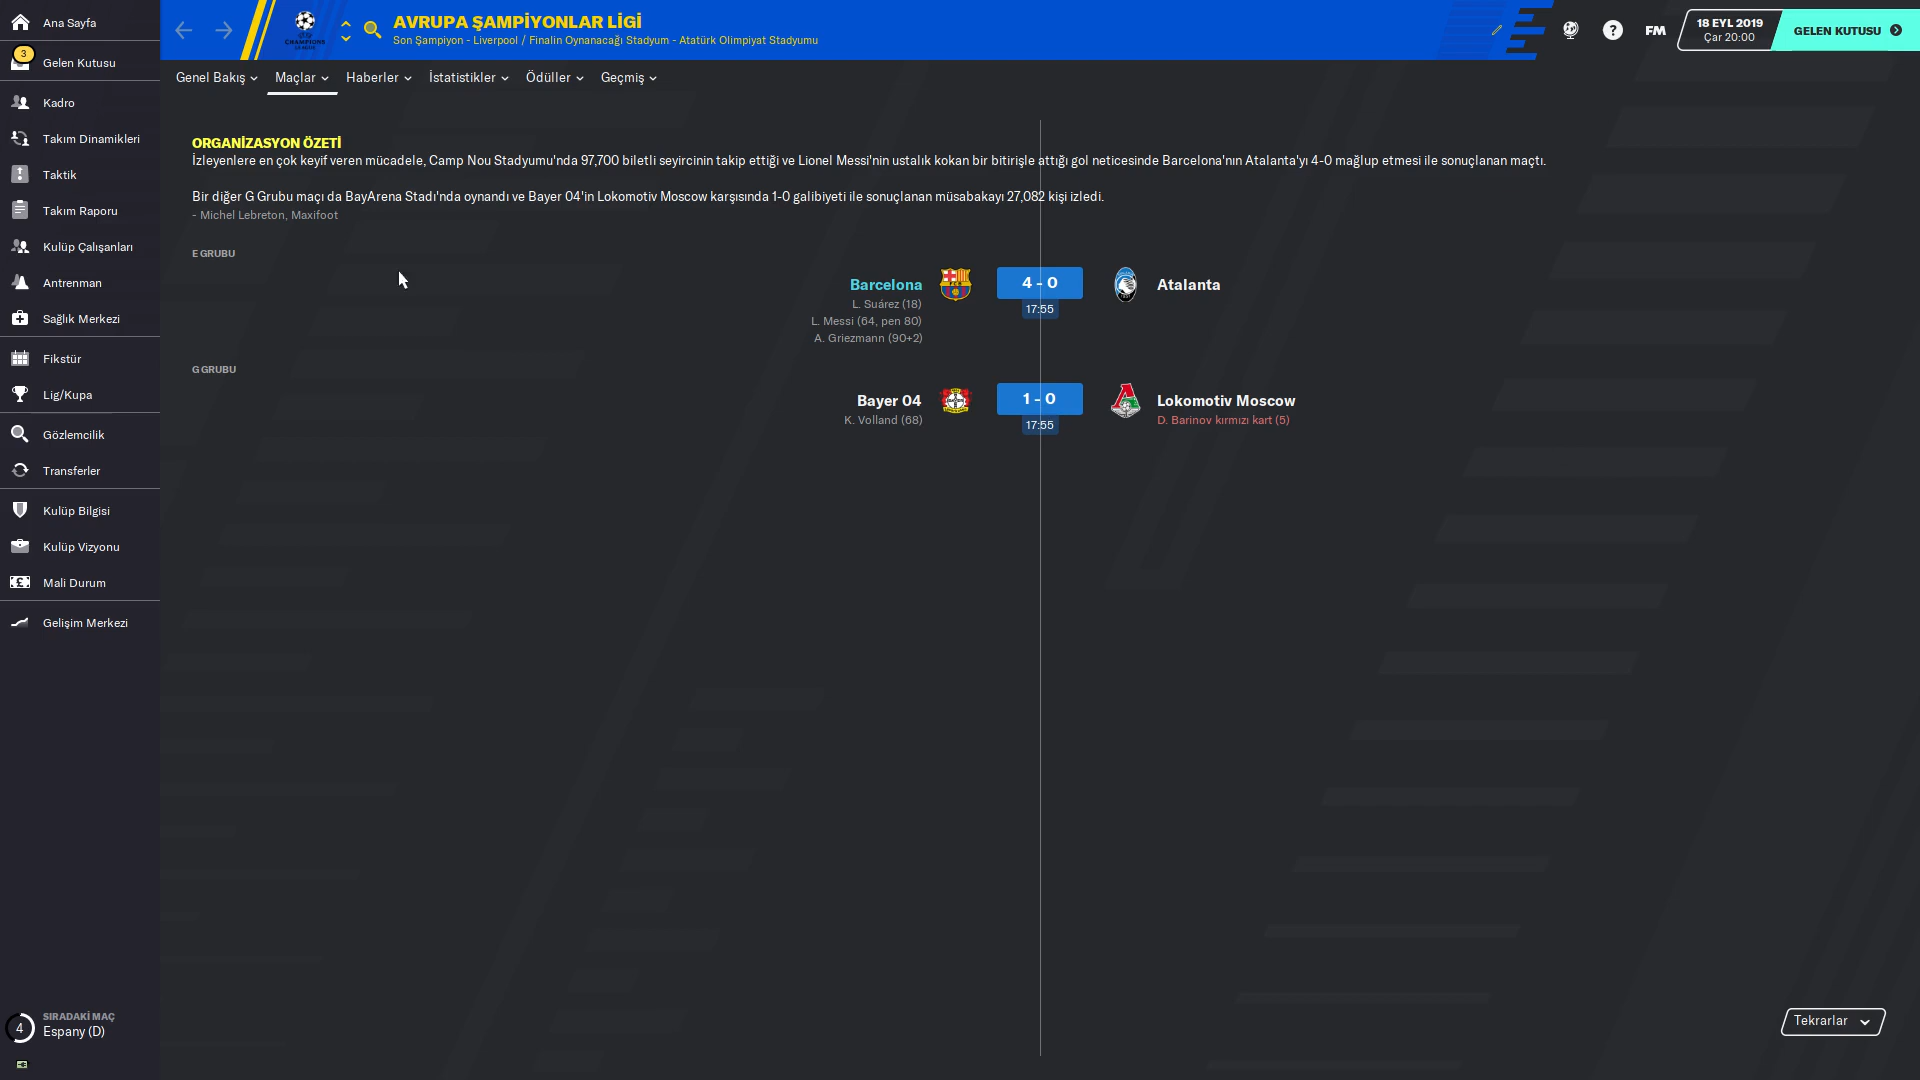 Ana Sayfa
3
Gelen Kutusu
Kadro
Takım Dinamikleri
Taktik
Takım Raporu
Kulüp Çalışanları
Antrenman
Sağlık Merkezi
Fikstür
Lig/Kupa
Gözlemcilik
Transferler
Kulüp Bilgisi
Kulüp Vizyonu
Mali Durum
Gelişim Merkezi
4
SIRADAKİ MAÇ
Espany (D)
CHAMPIONS
LEAGUE
AVRUPA ŞAMPİYONLAR LİGİ
Son Şampiyon - Liverpool / Finalin Oynanacağı Stadyum - Atatürk Olimpiyat Stadyumu
?
FM
18 EYL 2019
Çar 20:00
GELEN KUTUSU
Genel Bakış
Maçlar
Haberler
İstatistikler
Ödüller
Geçmiş
ORGANİZASYON ÖZETİ
İzleyenlere en çok keyif veren mücadele, Camp Nou Stadyumu'nda 97,700 biletli seyircinin takip ettiği ve Lionel Messi'nin ustalık kokan bir bitirişle attığı gol neticesinde Barcelona'nın Atalanta'yı 4-0 mağlup etmesi ile sonuçlanan maçtı.
Bir diğer G Grubu maçı da BayArena Stadı'nda oynandı ve Bayer 04'in Lokomotiv Moscow karşısında 1-0 galibiyeti ile sonuçlanan müsabakayı 27,082 kişi izledi.
- Michel Lebreton, Maxifoot
E GRUBU
Barcelona
4 - 0
Atalanta
17:55
L. Suárez (18)
L. Messi (64, pen 80)
A. Griezmann (90+2)
G GRUBU
Bayer 04
1 - 0
Lokomotiv Moscow
17:55
K. Volland (68)
D. Barinov kırmızı kart (5)
Tekrarlar